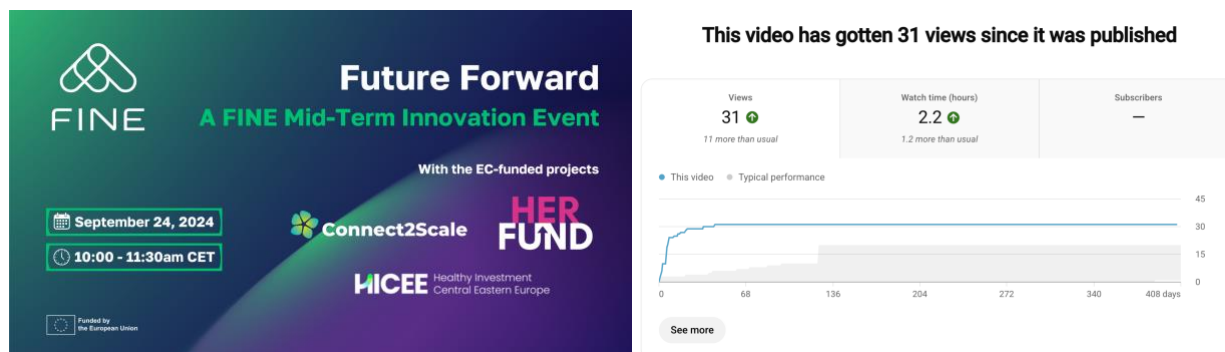 FINE
Future Forward
A FINE Mid-Term Innovation Event
With the EC-funded projects
September 24, 2024
10:00 - 11:30am CET
Connect2Scale
HER
FUND
HICEE Healthy Investment
Central Eastern Europe
Funded by
the European Union
This video has gotten 31 views since it was published
Views
31
11 more than usual
Watch time (hours)
2.2
1.2 more than usual
Subscribers
—
This video
Typical performance
45
30
15
0
0 68 136 204 272 340 408 days
See more